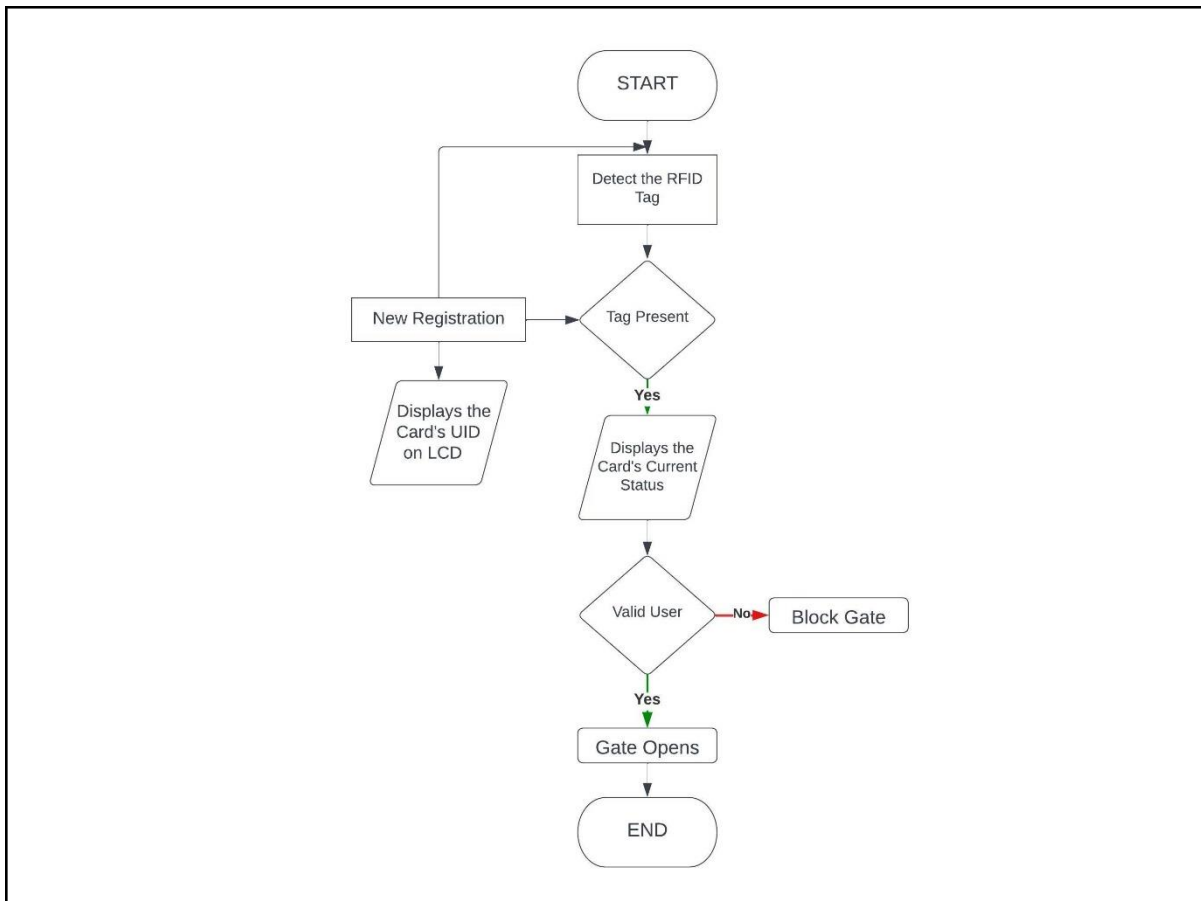 START
Detect the RFID
Tag
New Registration
Tag Present
Displays the
Card's UID
on LCD
Yes
Displays the
Card's Current
Status
Valid User
No
Block Gate
Yes
Gate Opens
END